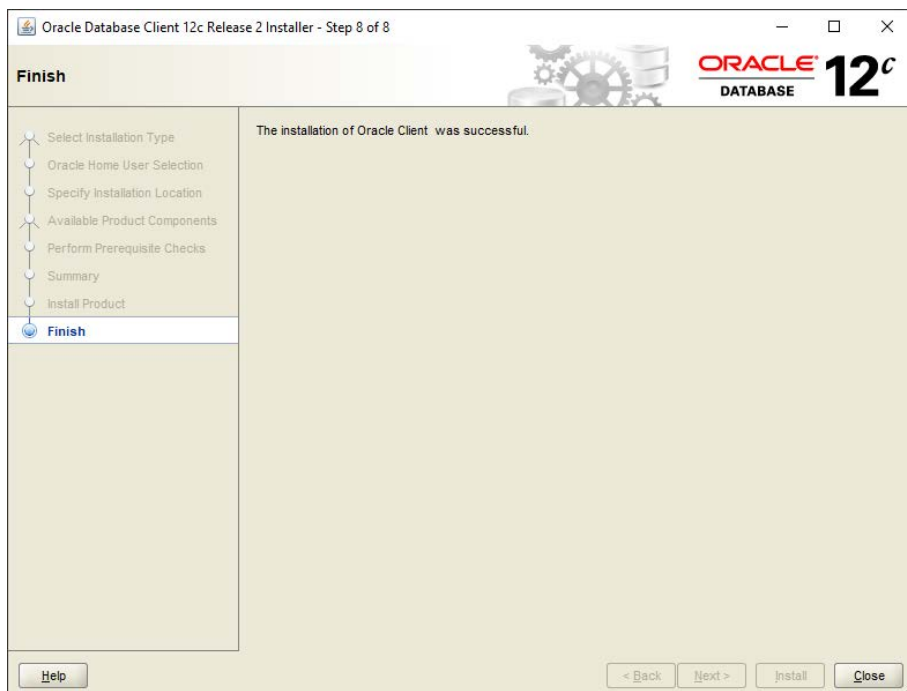 Oracle Database Client 12c Release 2 Installer - Step 8 of 8
Finish
ORACLE®
DATABASE
12c
Select Installation Type
Oracle Home User Selection
Specify Installation Location
Available Product Components
Perform Prerequisite Checks
Summary
Install Product
Finish
The installation of Oracle Client  was successful.
Help
< Back
Next >
Install
Close